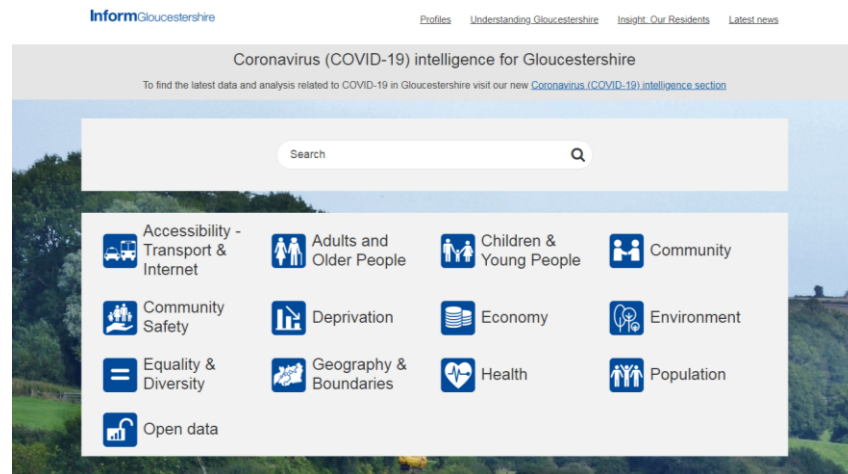 InformGloucestershire
Profiles Understanding Gloucestershire Insight: Our Residents Latest news
Coronavirus (COVID-19) intelligence for Gloucestershire
To find the latest data and analysis related to COVID-19 in Gloucestershire visit our new Coronavirus (COVID-19) intelligence section
Search
Accessibility -
Transport &
Internet
Adults and
Older People
Children &
Young People
Community
Community
Safety
Deprivation
Economy
Environment
Equality &
Diversity
Geography &
Boundaries
Health
Population
Open data